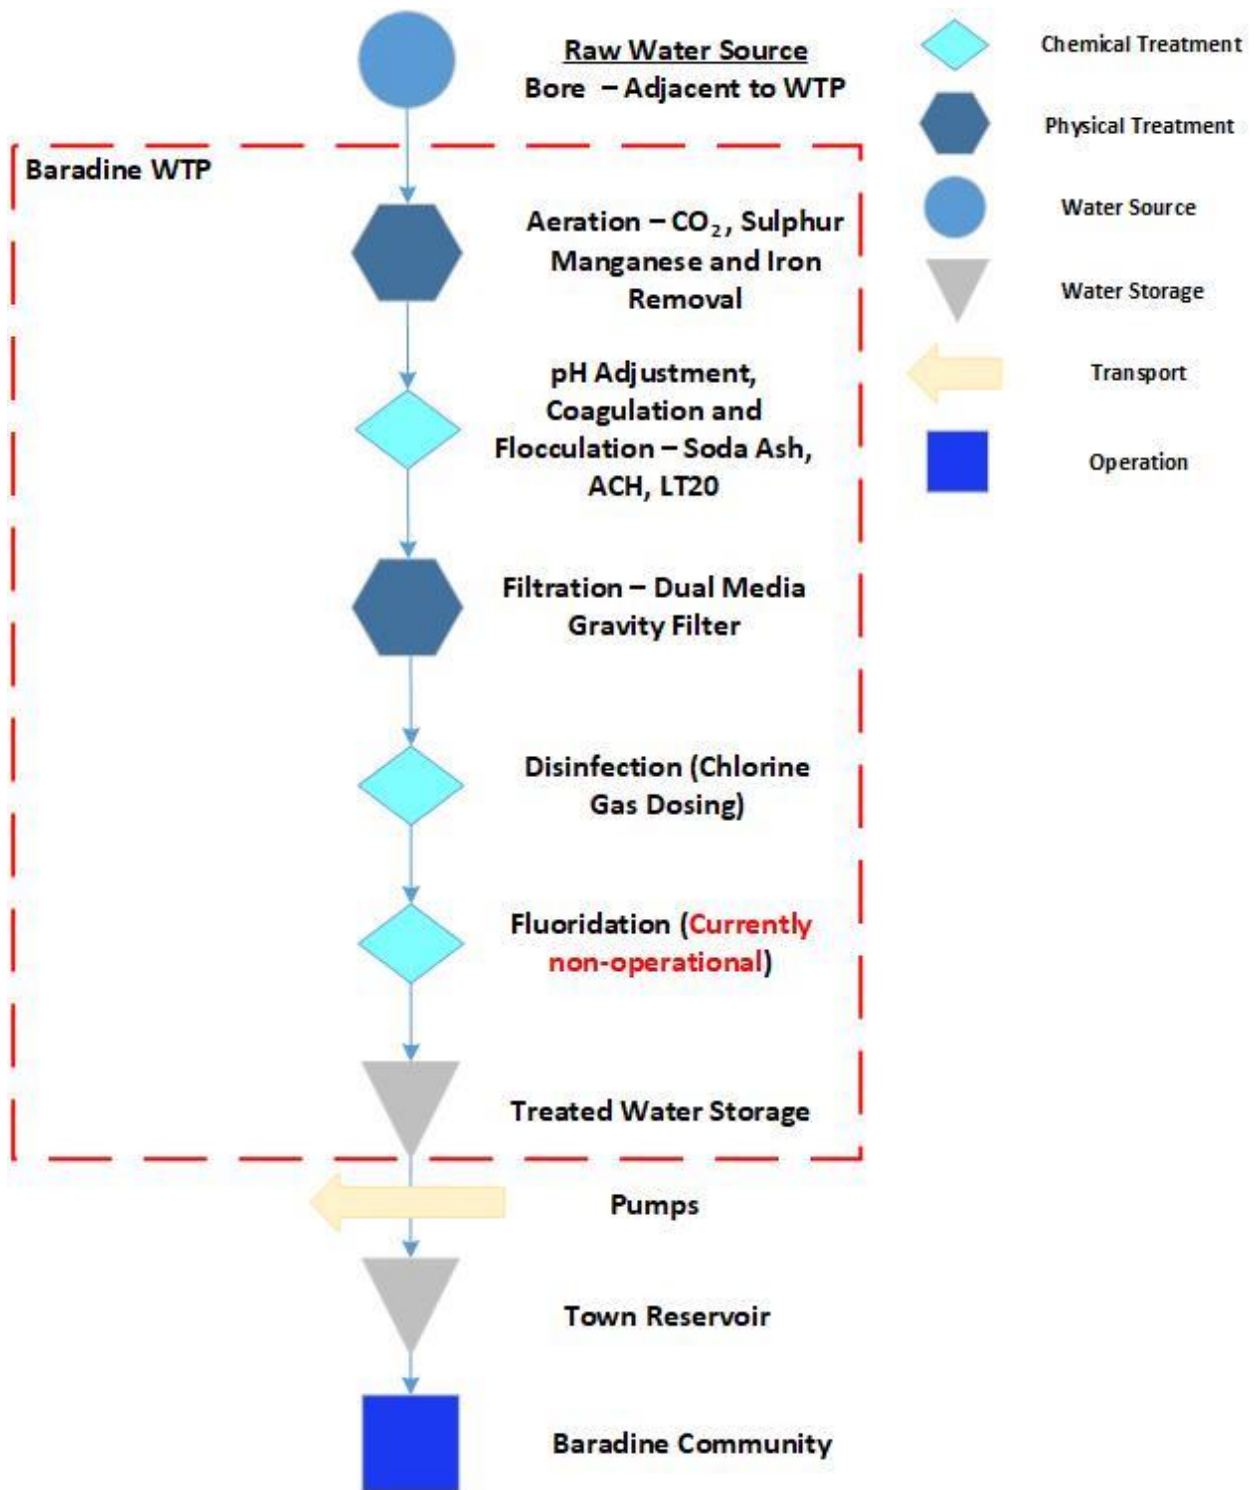 Raw Water Source
Bore – Adjacent to WTP
Baradine WTP
Aeration – CO₂, Sulphur
Manganese and Iron
Removal
pH Adjustment,
Coagulation and
Flocculation – Soda Ash,
ACH, LT20
Filtration – Dual Media
Gravity Filter
Disinfection (Chlorine
Gas Dosing)
Fluoridation (Currently
non-operational)
Treated Water Storage
Pumps
Town Reservoir
Baradine Community
Chemical Treatment
Physical Treatment
Water Source
Water Storage
Transport
Operation